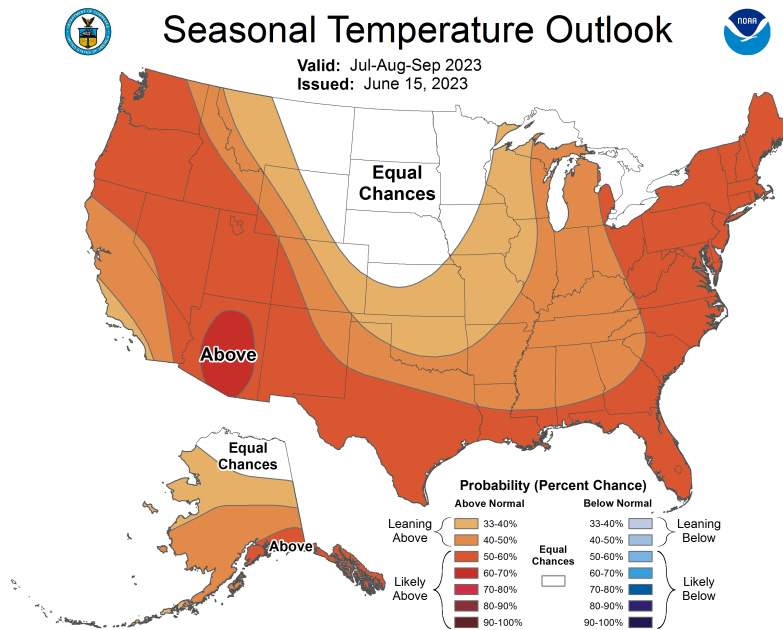 Seasonal Temperature Outlook
NOAA
Valid: Jul-Aug-Sep 2023
Issued: June 15, 2023
Equal
Chances
Above
Equal
Chances
Above
Probability (Percent Chance)
Above Normal
Below Normal
Leaning
Above
33-40%
40-50%
Likely
Above
50-60%
60-70%
70-80%
80-90%
90-100%
Equal
Chances
33-40%
40-50%
Leaning
Below
50-60%
60-70%
70-80%
80-90%
90-100%
Likely
Below